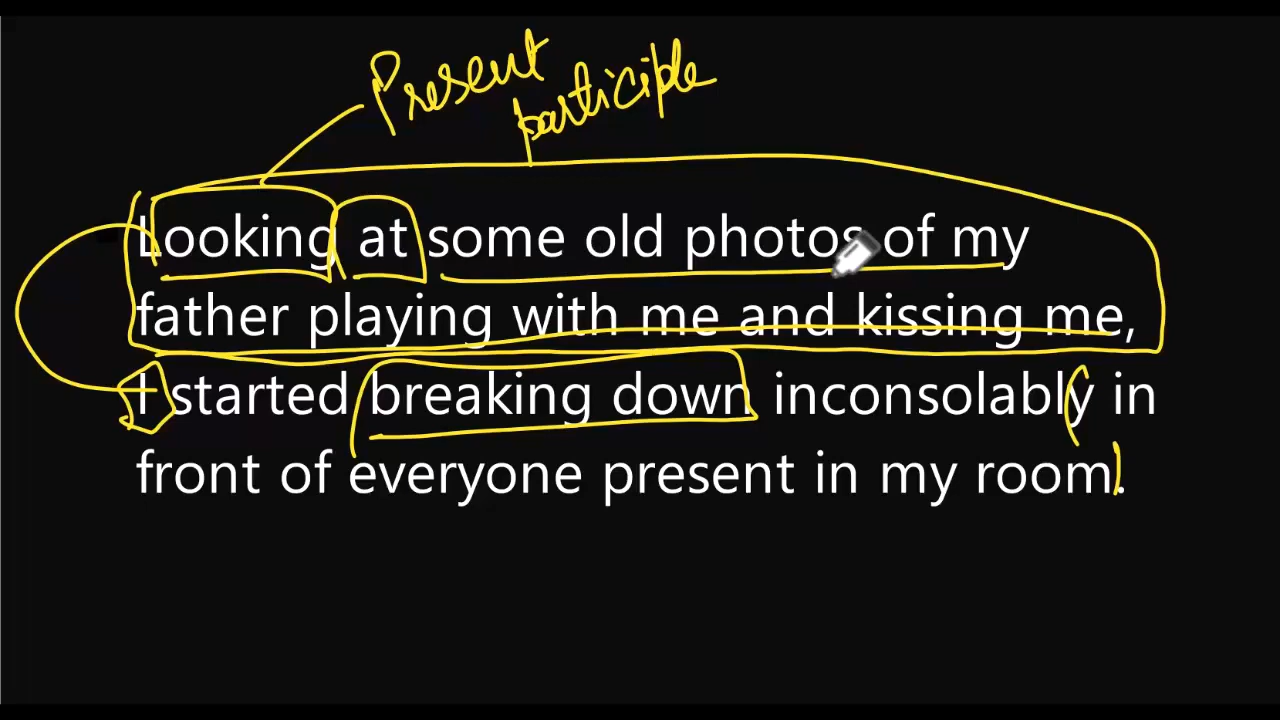 Present
participle
Looking at some old photos of my
father playing with me and kissing me,
I started breaking down inconsolably in
front of everyone present in my room.